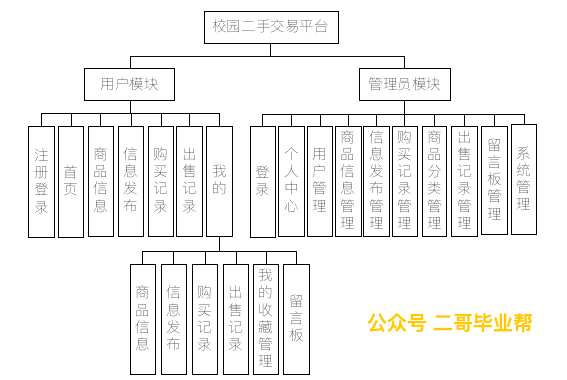 校园二手交易平台
用户模块
管理员模块
注册登录
首页
商品信息
信息发布
购买记录
出售记录
我的
登录
个人中心
用户管理
商品信息管理
信息发布管理
购买记录管理
商品分类管理
出售记录管理
留言板管理
系统管理
商品信息
信息发布
购买记录
出售记录
我的收藏管理
留言板
公众号 二哥毕业帮